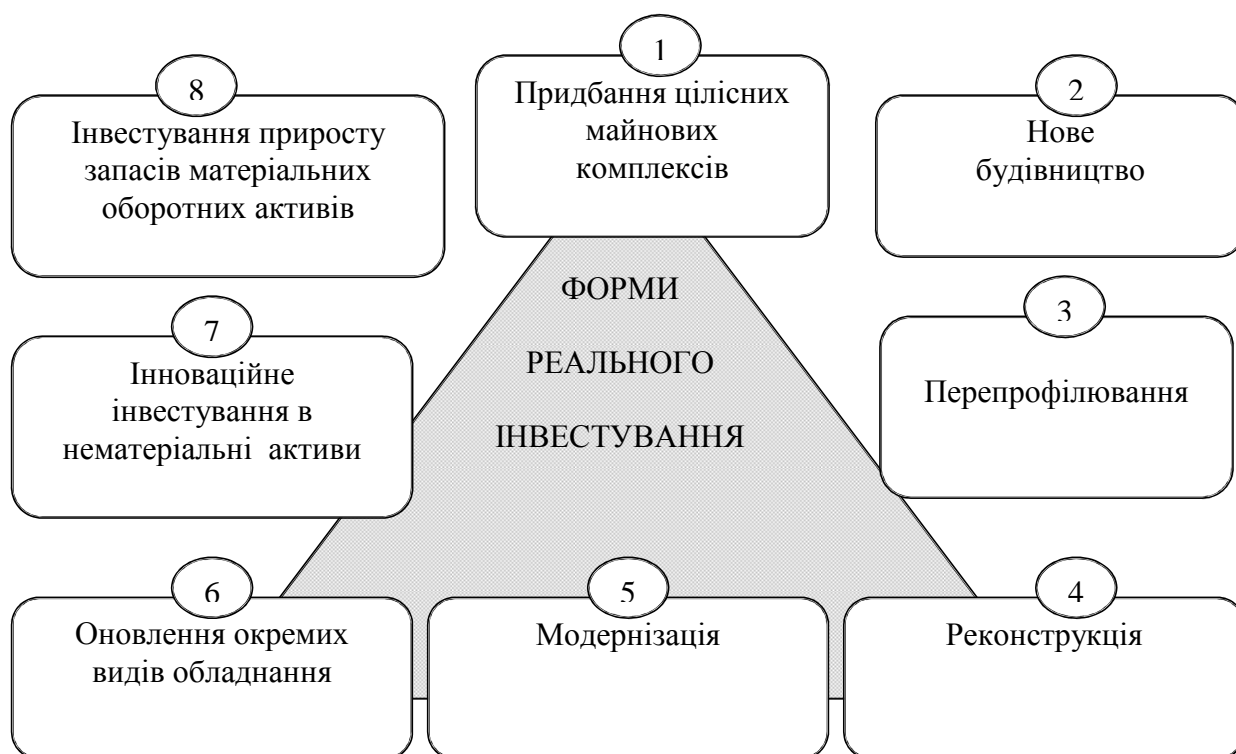 1
Придбання цілісних
майнових
комплексів
2
Нове
будівництво
3
Перепрофілювання
4
Реконструкція
5
Модернізація
6
Оновлення окремих
видів обладнання
7
Інноваційне
інвестування в
нематеріальні активи
8
Інвестування приросту
запасів матеріальних
оборотних активів
ФОРМИ
РЕАЛЬНОГО
ІНВЕСТУВАННЯ